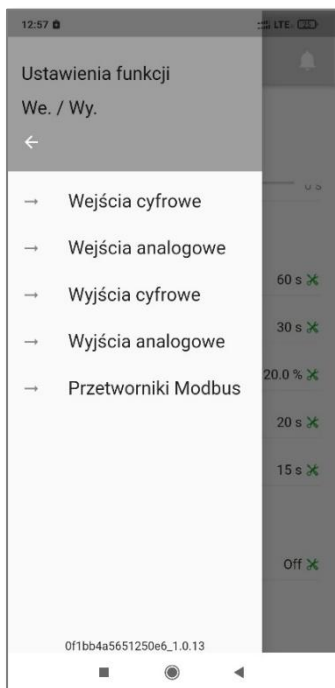 12:57
LTE
Ustawienia funkcji
We. / Wy.
Wejścia cyfrowe
Wejścia analogowe
60 s
Wyjścia cyfrowe
30 s
Wyjścia analogowe
20.0 %
Przetworniki Modbus
20 s
15 s
Off
0f1bb4a5651250e6_1.0.13